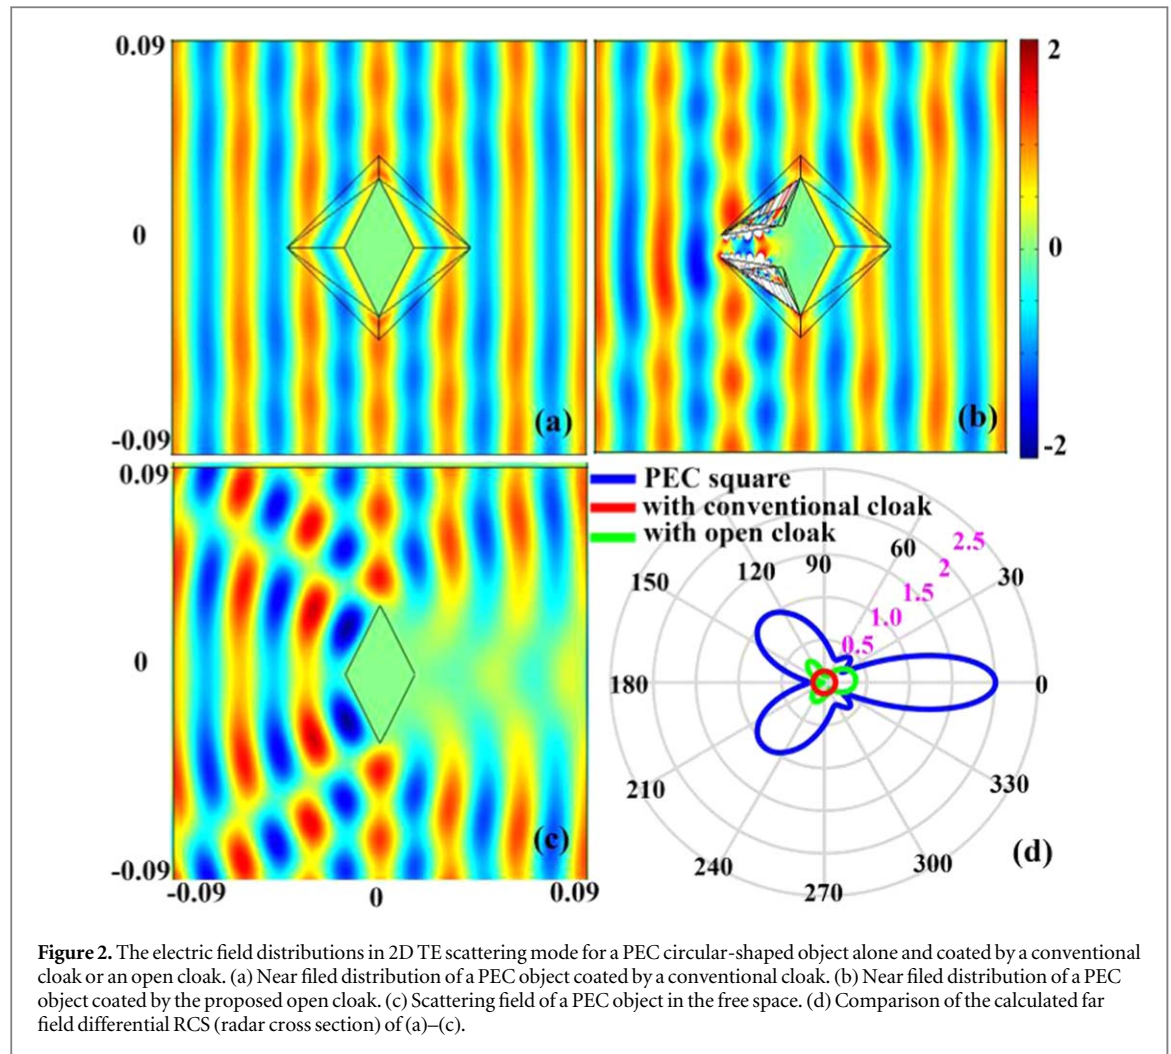 0.09
0
-0.09
(a)
(b)
2
0
-2
0.09
0
-0.09
-0.09
0
0.09
(c)
PEC square
with conventional cloak
with open cloak
2.5
2
1.5
1.0
0.5
0
30
60
90
120
150
180
210
240
270
300
330
(d)
Figure 2. The electric field distributions in 2D TE scattering mode for a PEC circular-shaped object alone and coated by a conventional
cloak or an open cloak. (a) Near filed distribution of a PEC object coated by a conventional cloak. (b) Near filed distribution of a PEC
object coated by the proposed open cloak. (c) Scattering field of a PEC object in the free space. (d) Comparison of the calculated far
field differential RCS (radar cross section) of (a)–(c).